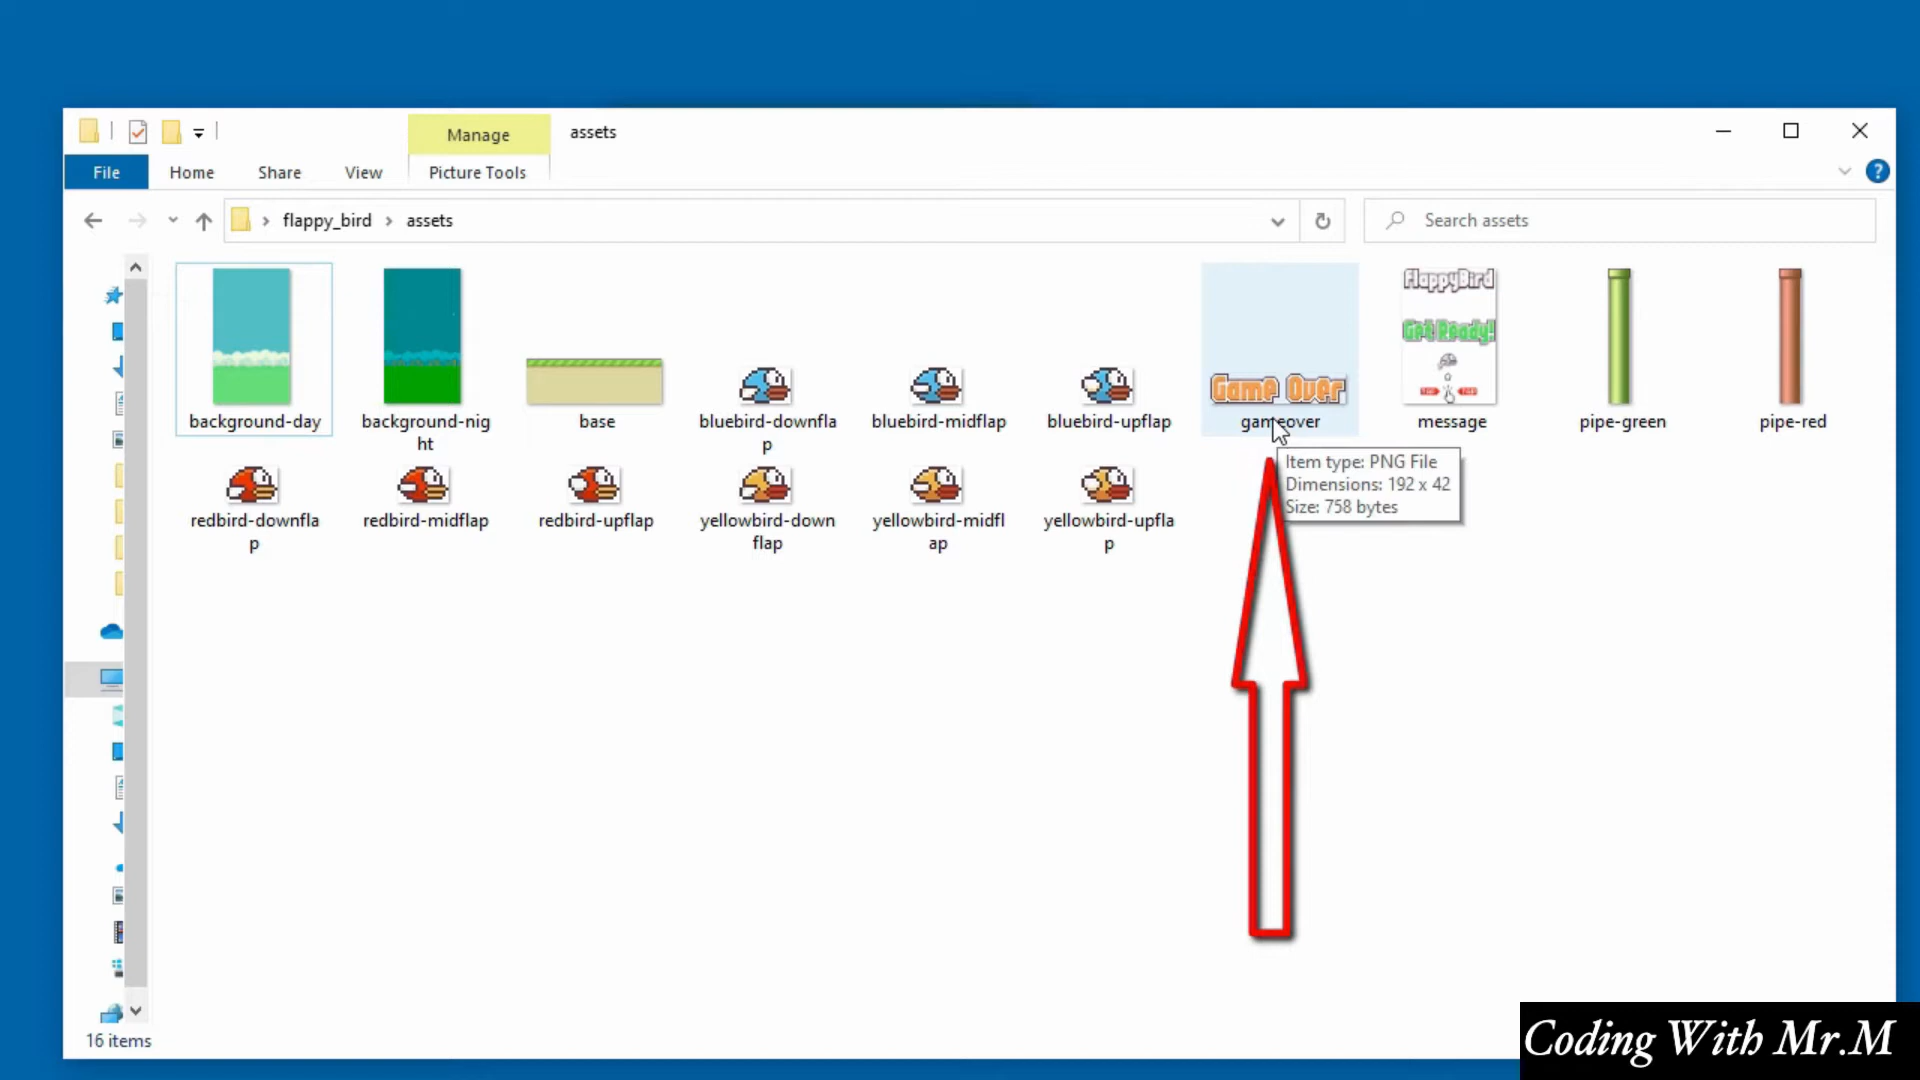 Manage
assets
File
Home
Share
View
Picture Tools
flappy_bird
assets
Search assets
FlappyBird
Get Ready!
TAP
TAP
Game Over
background-day
background-nig
ht
base
bluebird-downfla
p
bluebird-midflap
bluebird-upflap
gameover
message
pipe-green
pipe-red
Item type: PNG File
Dimensions: 192 x 42
Size: 758 bytes
redbird-downfla
p
redbird-midflap
redbird-upflap
yellowbird-down
flap
yellowbird-midfl
ap
yellowbird-upfla
p
16 items
Coding With Mr.M